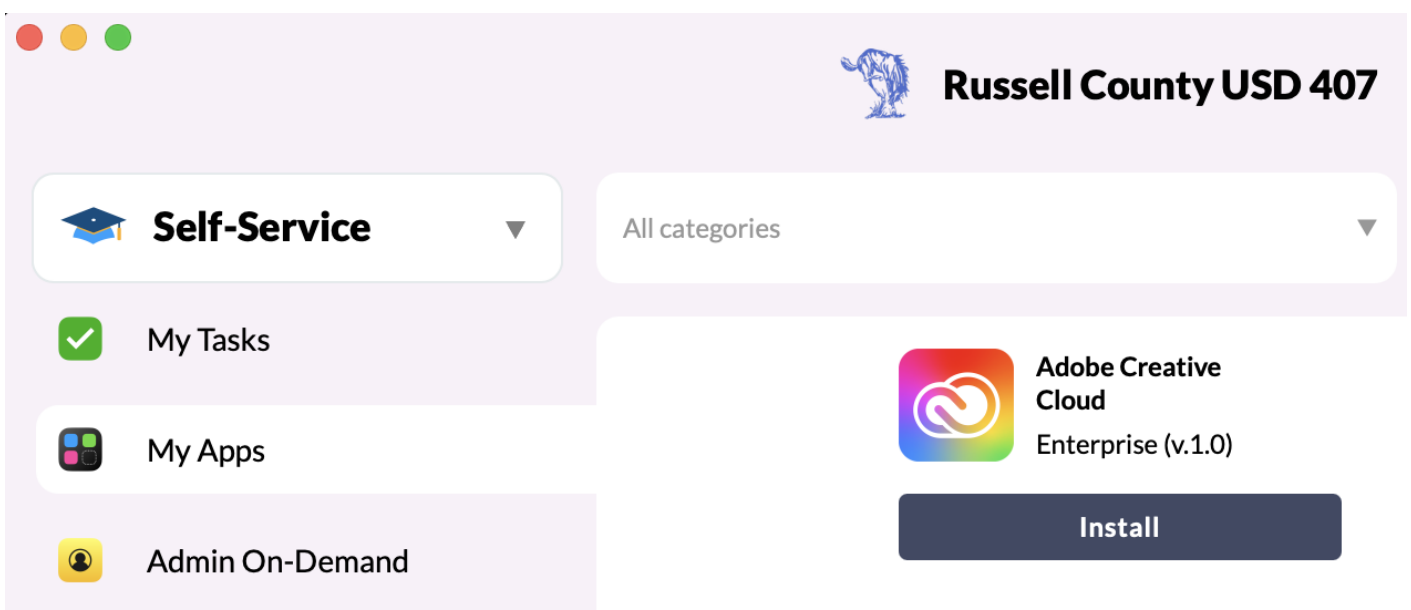 Russell County USD 407
Self-Service
All categories
My Tasks
My Apps
Admin On-Demand
Adobe Creative
Cloud
Enterprise (v.1.0)
Install